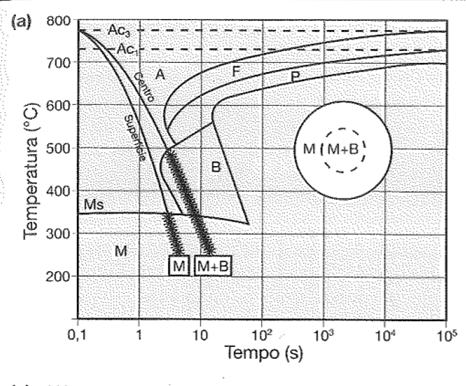 (a)
800
700
600
500
400
300
200
Temperatura (°C)
Ac₃
Ac₁
A
F
P
Centro
Superfície
B
Ms
M
M
M+B
M (M+B)
0,1
1
10
10²
10³
10⁴
10⁵
Tempo (s)